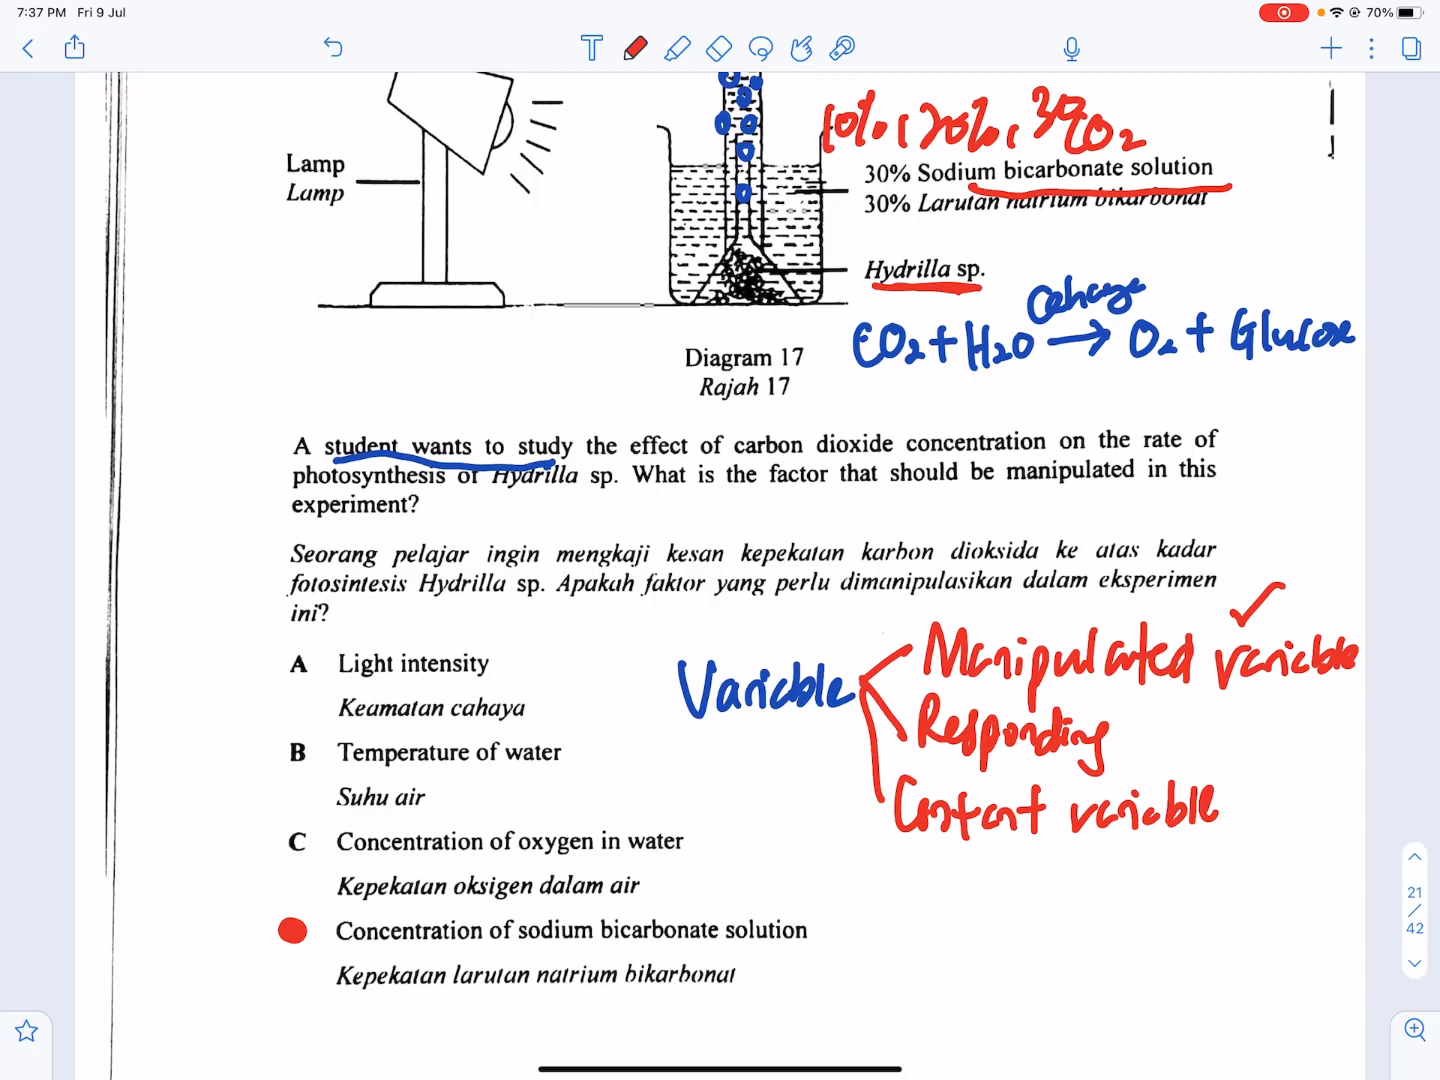 7:37 PM Fri 9 Jul
70%
10%, 20%, 30%
CO2
Lamp
Lamp
30% Sodium bicarbonate solution
30% Larutan natrium bikarbonat
Hydrilla sp.
Cahaya
CO2 + H2O → O2 + Glucose
Diagram 17
Rajah 17
A student wants to study the effect of carbon dioxide concentration on the rate of
photosynthesis of Hydrilla sp. What is the factor that should be manipulated in this
experiment?
Seorang pelajar ingin mengkaji kesan kepekatan karbon dioksida ke atas kadar
fotosintesis Hydrilla sp. Apakah faktor yang perlu dimanipulasikan dalam eksperimen
ini?
A Light intensity
Keamatan cahaya
B Temperature of water
Suhu air
C Concentration of oxygen in water
Kepekatan oksigen dalam air
Concentration of sodium bicarbonate solution
Kepekatan larutan natrium bikarbonat
Variable
Manipulated variable
Responding
Constant variable
21
/
42